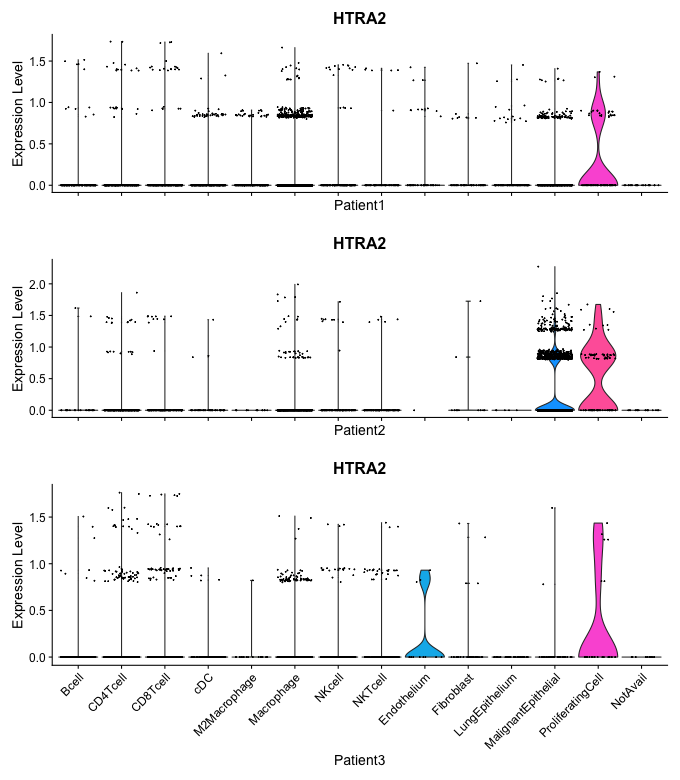 HTRA2
Expression Level
1.5
1.0
0.5
0.0
Patient1
HTRA2
Expression Level
2.0
1.5
1.0
0.5
0.0
Patient2
HTRA2
Expression Level
1.5
1.0
0.5
0.0
Bcell
CD4Tcell
CD8Tcell
cDC
M2Macrophage
Macrophage
NKcell
NKTcell
Endothelium
Fibroblast
LungEpithelium
MalignantEpithelial
ProliferatingCell
NotAvail
Patient3